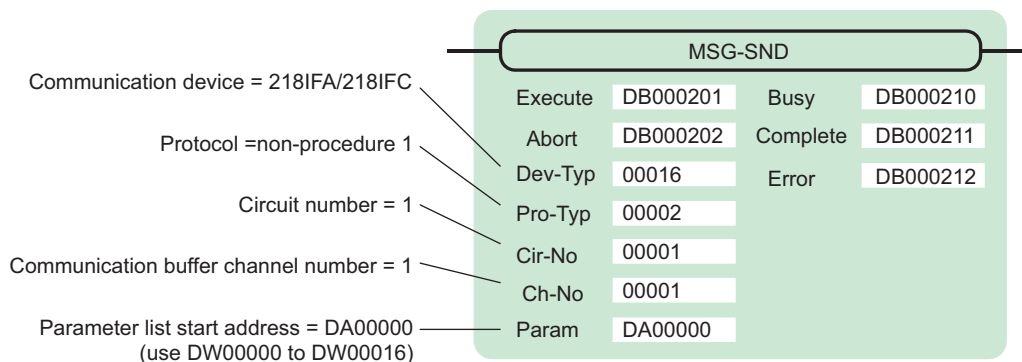 MSG-SND
Communication device = 218IFA/218IFC
Execute DB000201 Busy DB000210
Protocol =non-procedure 1
Abort DB000202 Complete DB000211
Dev-Typ 00016 Error DB000212
Circuit number = 1
Pro-Typ 00002
Cir-No 00001
Communication buffer channel number = 1
Ch-No 00001
Parameter list start address = DA00000
Param DA00000
(use DW00000 to DW00016)